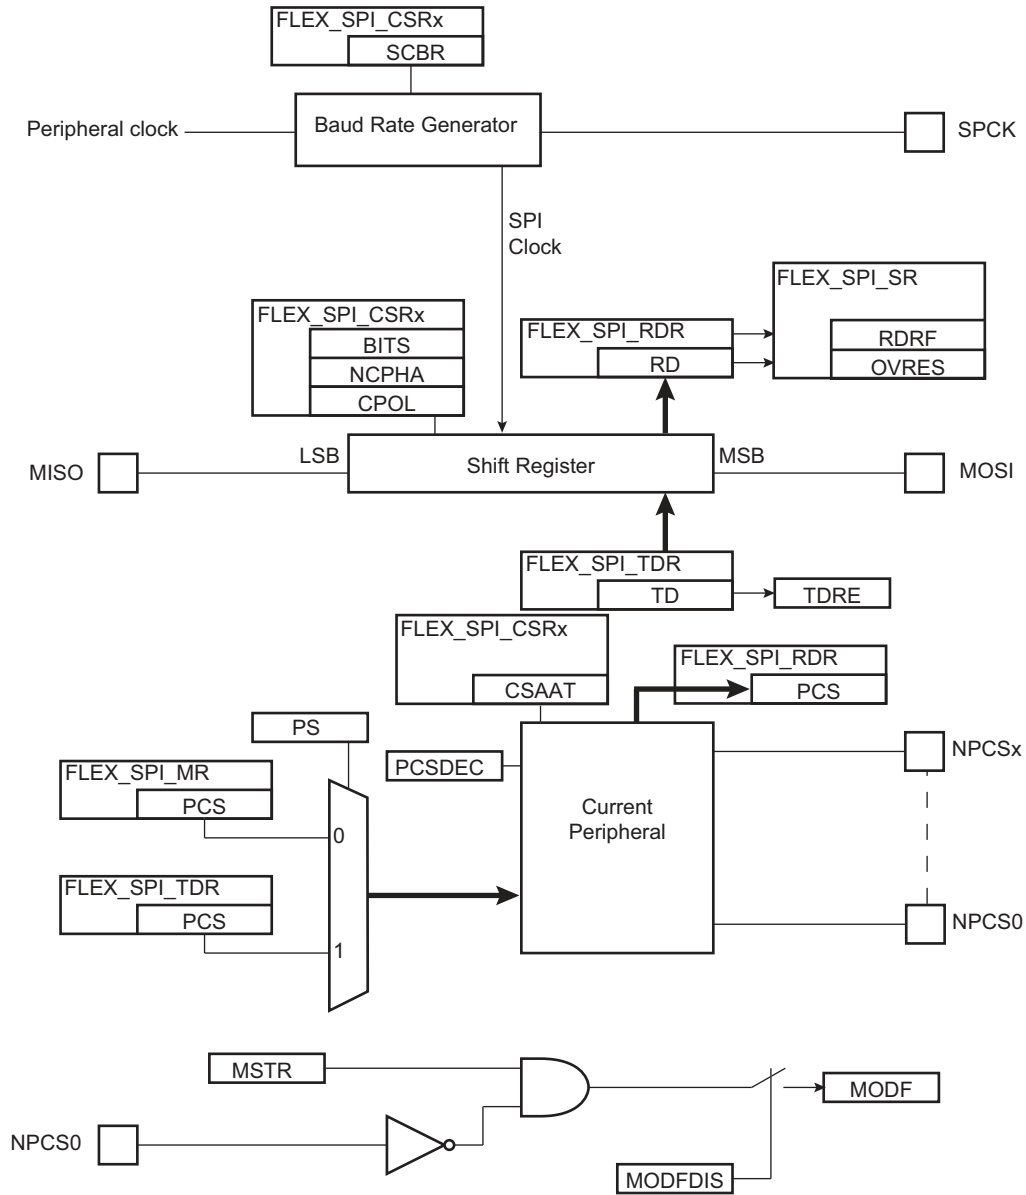 FLEX_SPI_CSRx
SCBR
Peripheral clock
Baud Rate Generator
SPCK
SPI
Clock
FLEX_SPI_SR
FLEX_SPI_CSRx
FLEX_SPI_RDR
RDRF
BITS
RD
OVRES
NCPHA
CPOL
LSB
MSB
MISO
Shift Register
MOSI
FLEX_SPI_TDR
TD
TDRE
FLEX_SPI_CSRx
FLEX_SPI_RDR
CSAAT
PCS
PS
NPCSx
FLEX_SPI_MR
PCSDEC
PCS
Current
Peripheral
0
FLEX_SPI_TDR
PCS
NPCS0
1
MSTR
MODF
NPCS0
MODFDIS